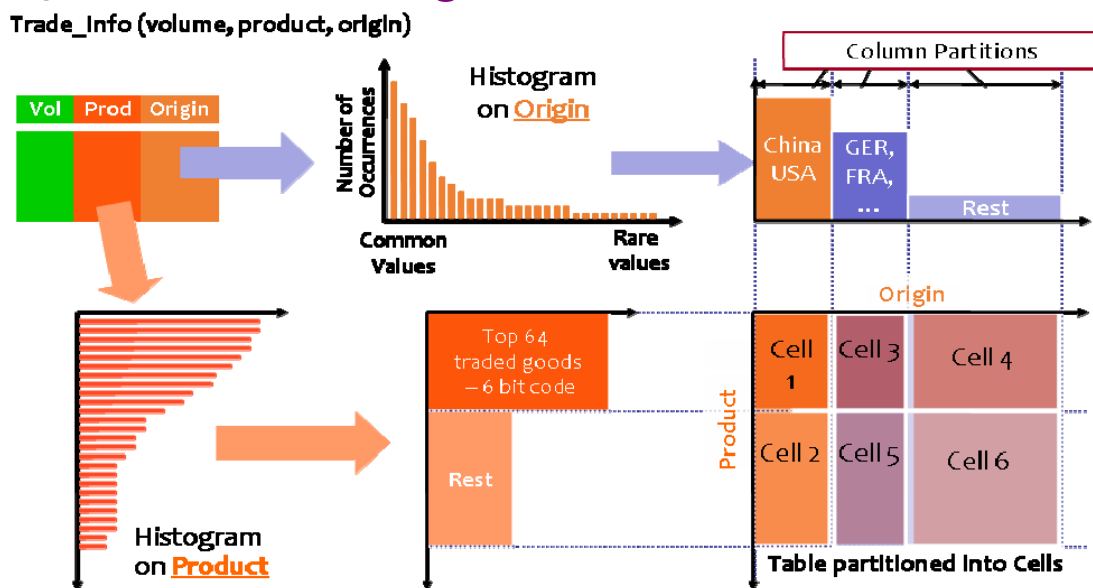 Trade_Info (volume, product, origin)
Column Partitions
Vol Prod Origin
Number of
Occurrences
Histogram
on Origin
China
USA
GER,
FRA,
...
Rest
Common
Values
Rare
values
Origin
Top 64
traded goods
– 6 bit code
Rest
Product
Cell
1
Cell 3
Cell 4
Cell 2
Cell 5
Cell 6
Histogram
on Product
Table partitioned into Cells